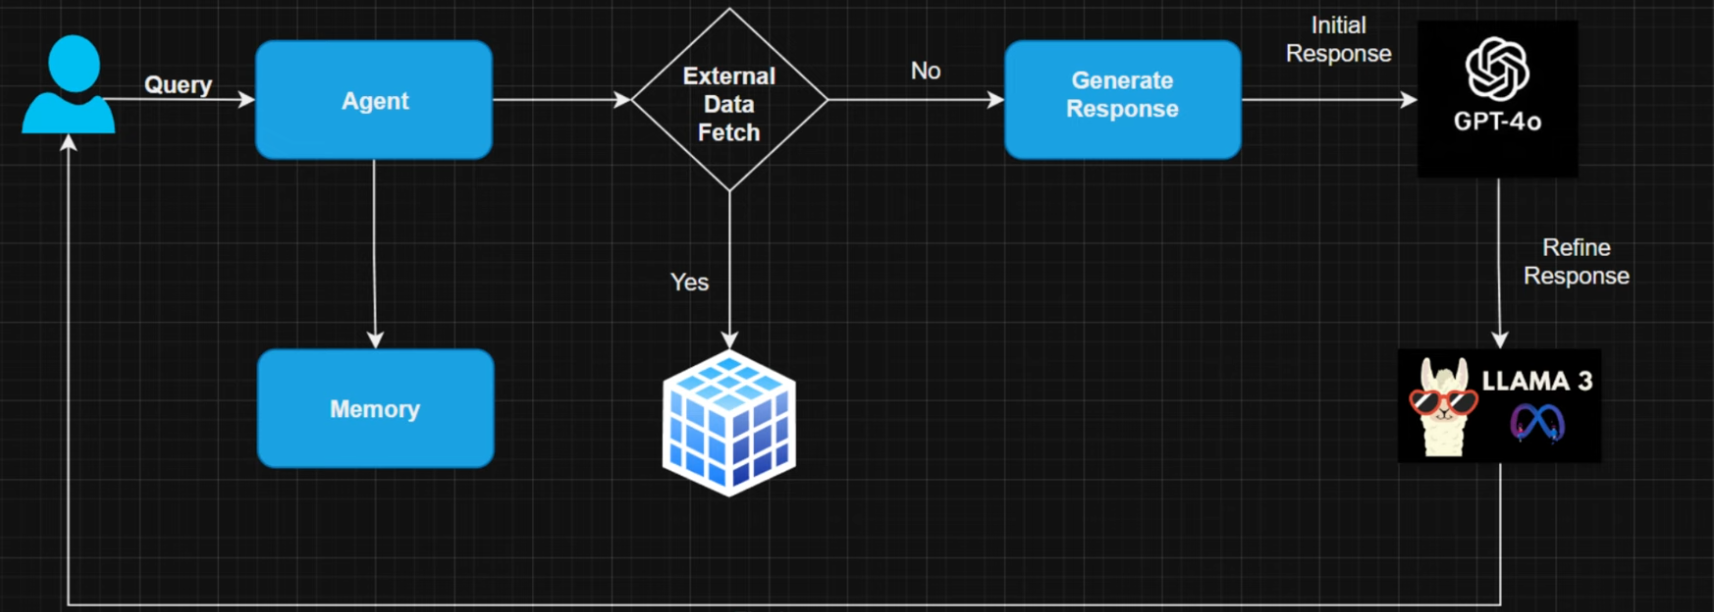 Query
Agent
External
Data
Fetch
No
Generate
Response
Initial
Response
GPT-4o
Yes
Refine
Response
Memory
LLAMA 3